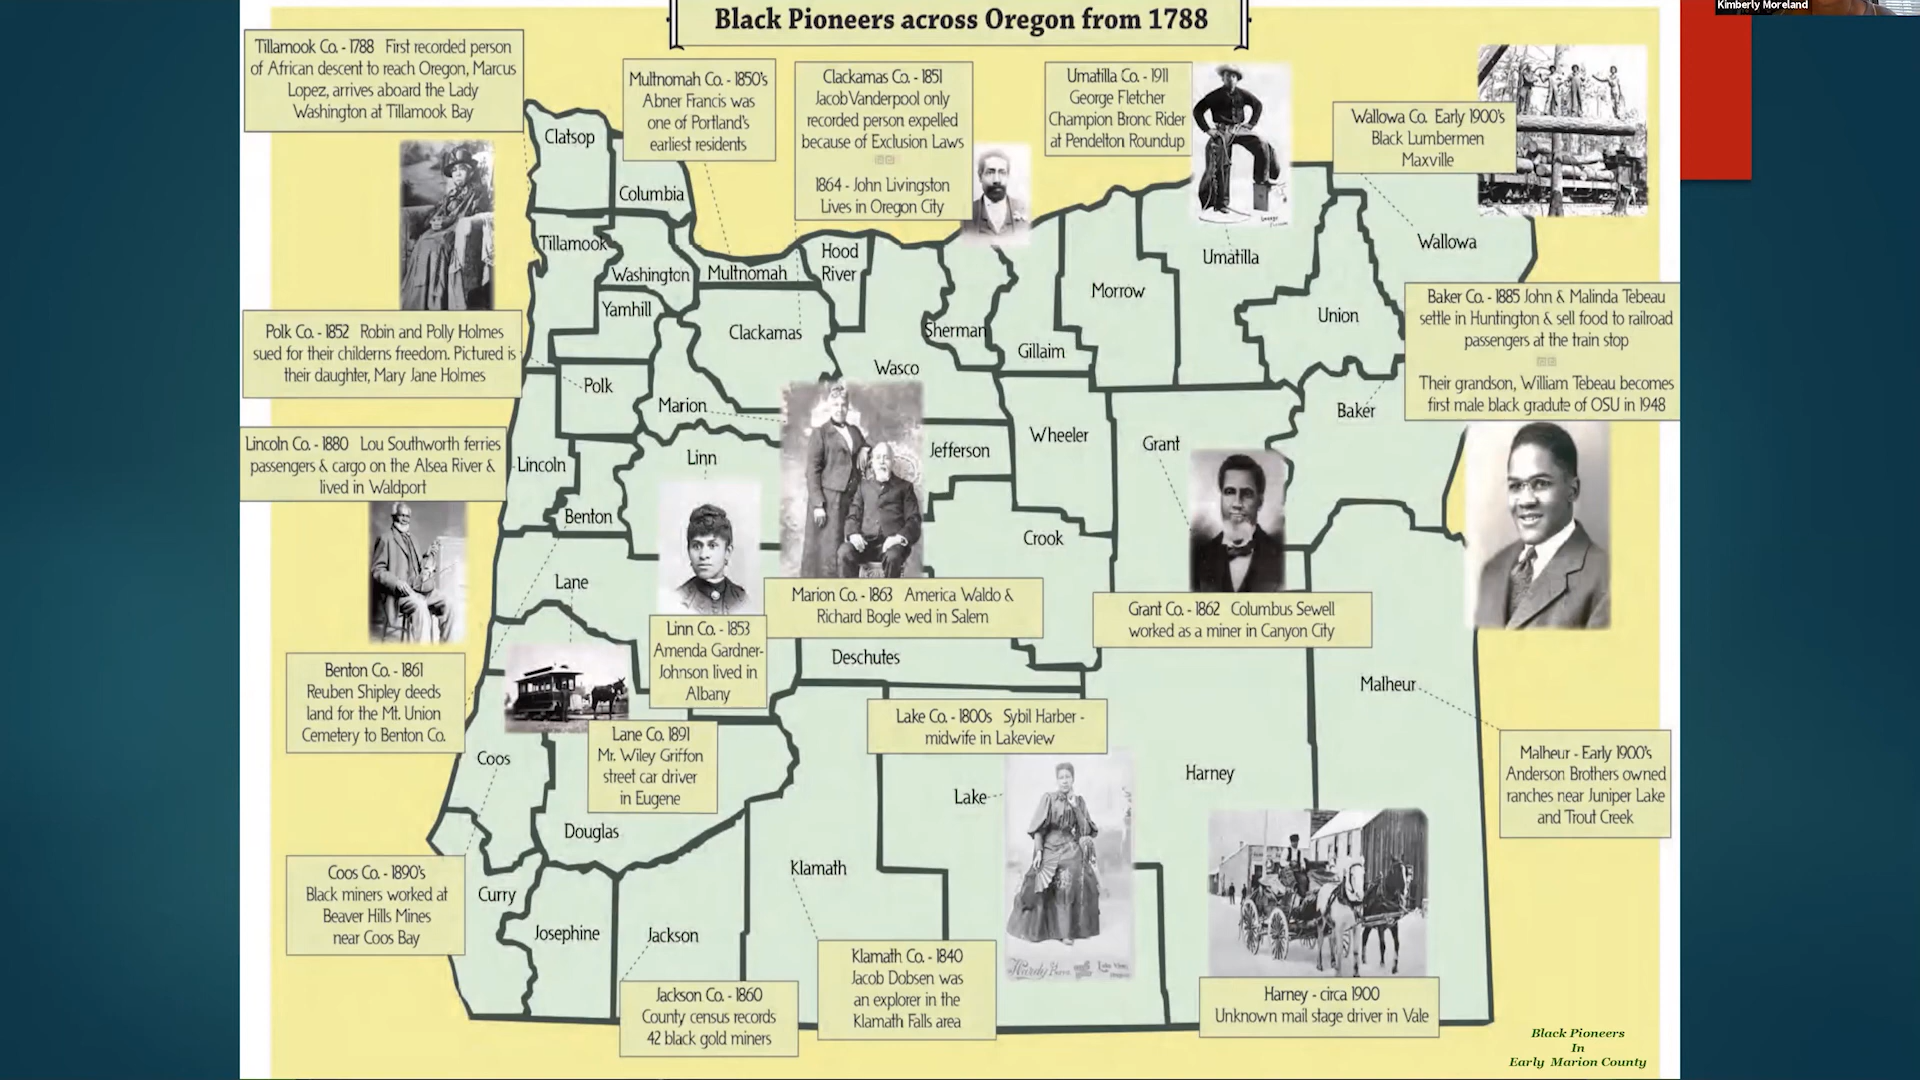 Kimberly Moreland
Black Pioneers across Oregon from 1788
Tillamook Co. - 1788 First recorded person
of African descent to reach Oregon, Marcus
Lopez, arrives aboard the Lady
Washington at Tillamook Bay
Multnomah Co. - 1850's
Abner Francis was
one of Portland's
earliest residents
Clackamas Co. - 1851
Jacob Vanderpool only
recorded person expelled
because of Exclusion Laws
1864 - John Livingston
Lives in Oregon City
Umatilla Co. - 1911
George Fletcher
Champion Bronc Rider
at Pendelton Roundup
Wallowa Co. Early 1900's
Black Lumbermen
Maxville
Clatsop
Columbia
Tillamook
Washington
Multnomah
Hood
River
Yamhill
Clackamas
Wasco
Sherman
Gillaim
Morrow
Umatilla
Union
Wallowa
Polk Co. - 1852 Robin and Polly Holmes
sued for their childerns freedom. Pictured is
their daughter, Mary Jane Holmes
Baker Co. - 1885 John & Malinda Tebeau
settle in Huntington & sell food to railroad
passengers at the train stop
Their grandson, William Tebeau becomes
first male black gradute of OSU in 1948
Polk
Marion
Baker
Lincoln Co. - 1880 Lou Southworth ferries
passengers & cargo on the Alsea River &
lived in Waldport
Lincoln
Linn
Jefferson
Wheeler
Grant
Benton
Crook
Lane
Marion Co. - 1863 America Waldo &
Richard Bogle wed in Salem
Grant Co. - 1862 Columbus Sewell
worked as a miner in Canyon City
Linn Co. - 1853
Amenda Gardner-
Johnson lived in
Albany
Deschutes
Malheur
Benton Co. - 1861
Reuben Shipley deeds
land for the Mt. Union
Cemetery to Benton Co.
Lake Co. - 1800s Sybil Harber -
midwife in Lakeview
Lane Co. 1891
Mr. Wiley Griffon
street car driver
in Eugene
Malheur - Early 1900's
Anderson Brothers owned
ranches near Juniper Lake
and Trout Creek
Coos
Lake
Harney
Douglas
Klamath
Coos Co. - 1890's
Black miners worked at
Beaver Hills Mines
near Coos Bay
Curry
Josephine
Jackson
Klamath Co. - 1840
Jacob Dobsen was
an explorer in the
Klamath Falls area
Jackson Co. - 1860
County census records
42 black gold miners
Harney - circa 1900
Unknown mail stage driver in Vale
Black Pioneers
In
Early Marion County